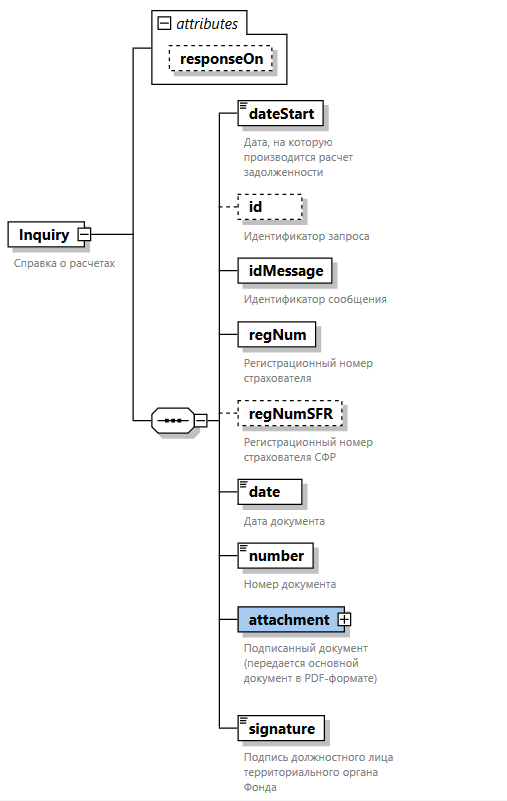 attributes
responseOn
dateStart
Дата, на которую
производится расчет
задолженности
id
Идентификатор запроса
Inquiry
Справка о расчетах
idMessage
Идентификатор сообщения
regNum
Регистрационный номер
страхователя
regNumSFR
Регистрационный номер
страхователя СФР
date
Дата документа
number
Номер документа
attachment
Подписанный документ
(передается основной
документ в PDF-формате)
signature
Подпись должностного лица
территориального органа
Фонда